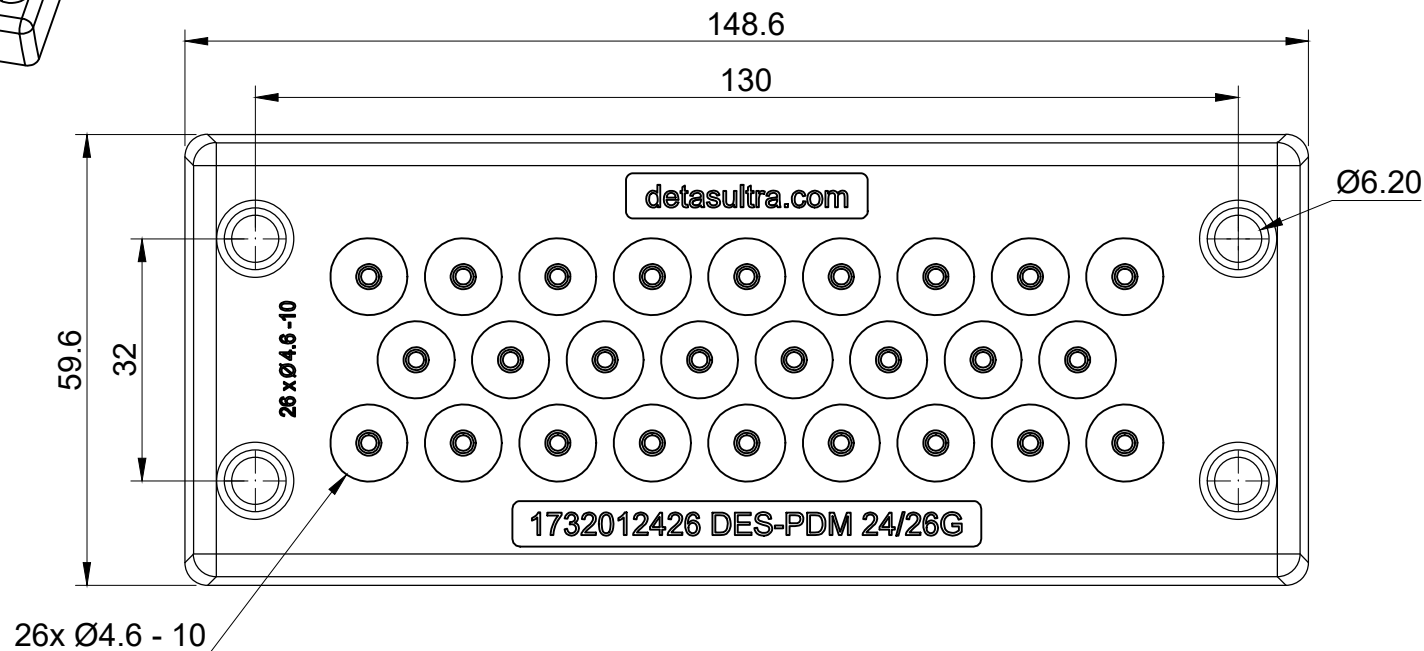 148.6
130
Ø6.20
detasultra.com
59.6
32
26 x Ø4.6 -10
1732012426 DES-PDM 24/26G
26x Ø4.6 - 10